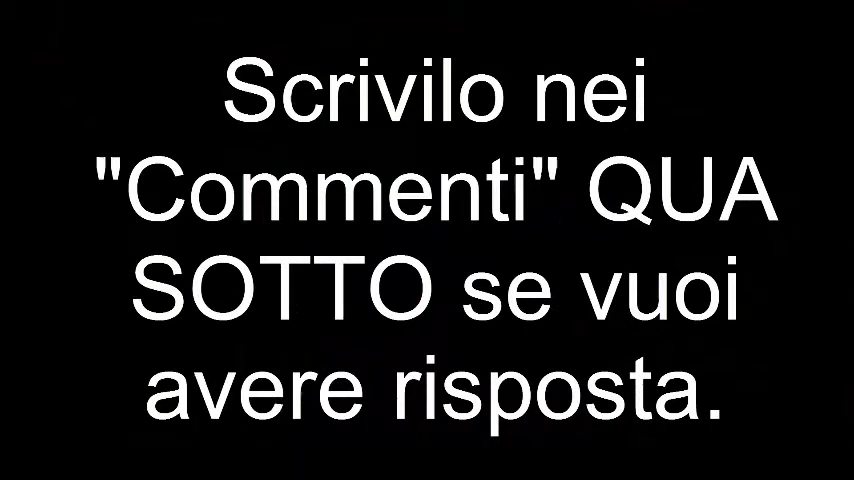 Scrivilo nei
"Commenti" QUA
SOTTO se vuoi
avere risposta.